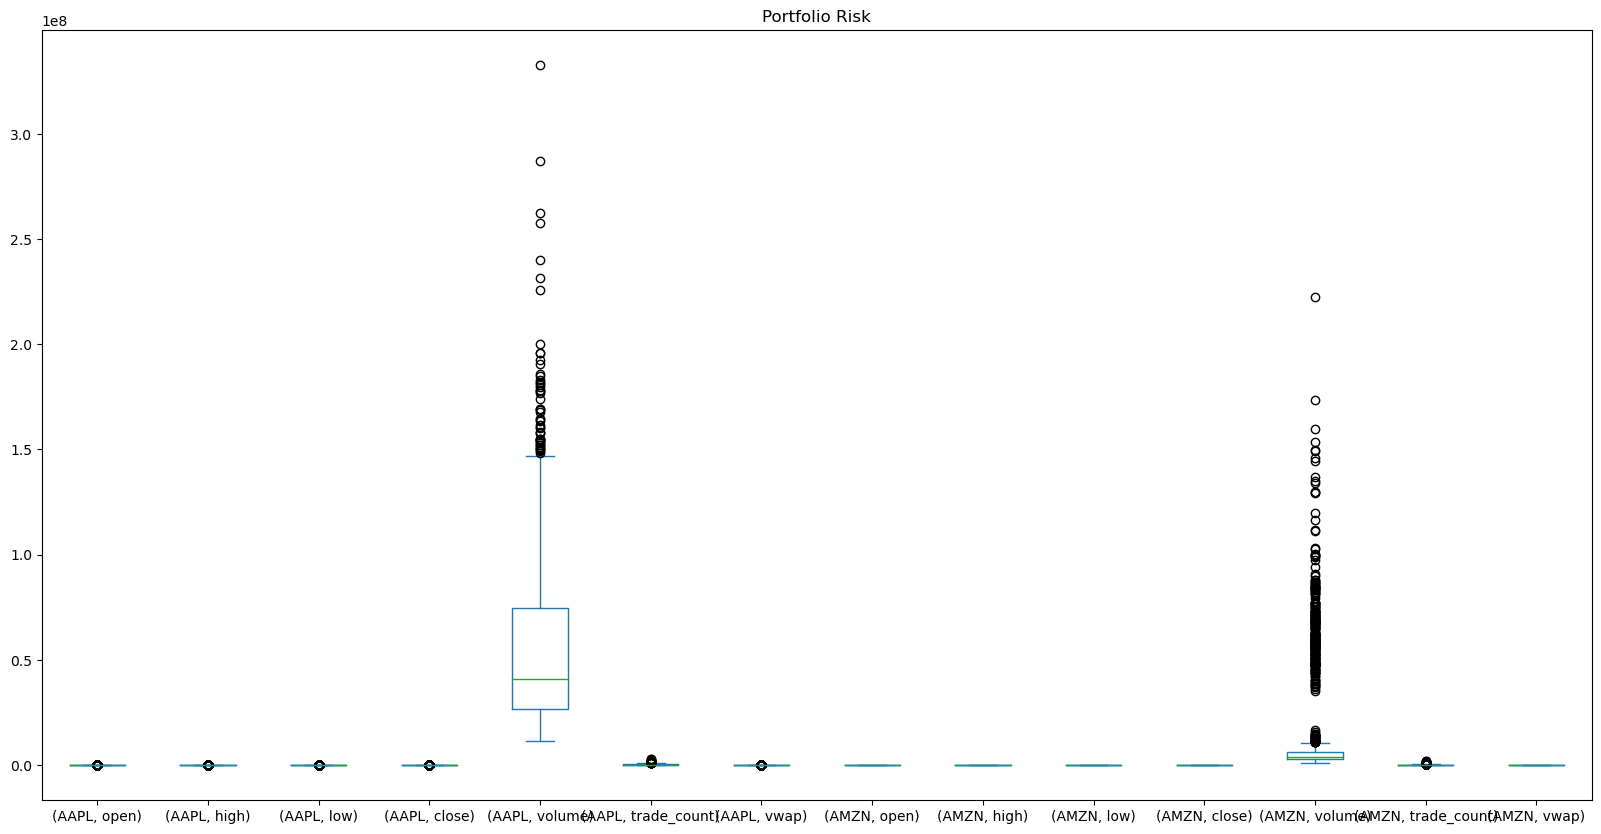 Portfolio Risk
1e8
3.0
2.5
2.0
1.5
1.0
0.5
0.0
(AAPL, open) (AAPL, high) (AAPL, low) (AAPL, close) (AAPL, volume) (AAPL, trade_count) (AAPL, vwap) (AMZN, open) (AMZN, high) (AMZN, low) (AMZN, close) (AMZN, volume) (AMZN, trade_count) (AMZN, vwap)